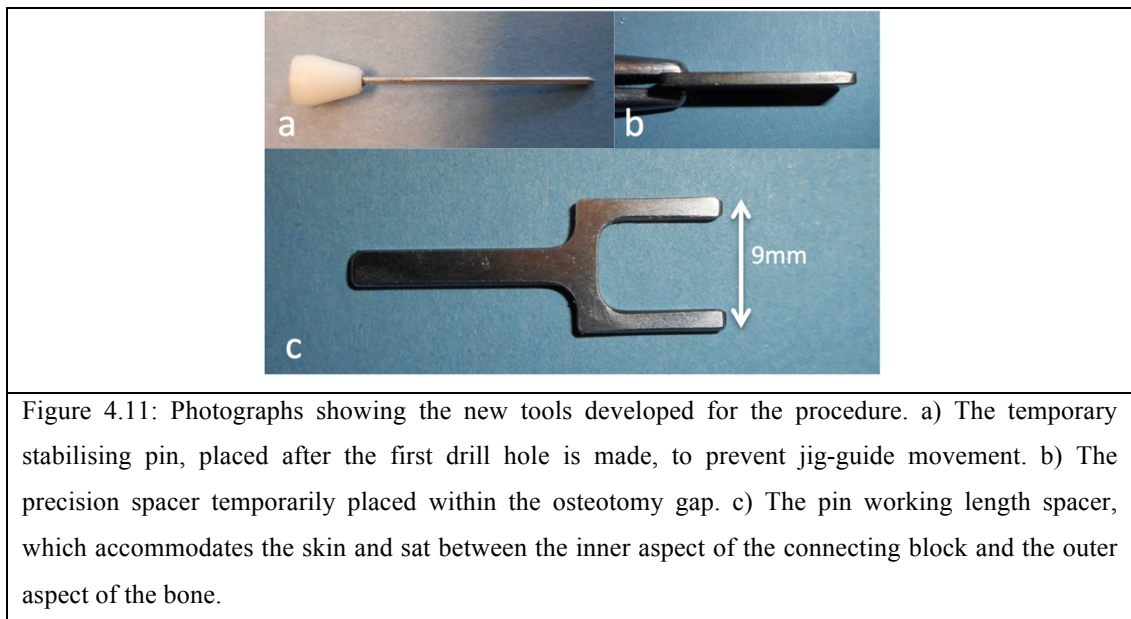 a
b
9mm
c
Figure 4.11: Photographs showing the new tools developed for the procedure. a) The temporary
stabilising pin, placed after the first drill hole is made, to prevent jig-guide movement. b) The
precision spacer temporarily placed within the osteotomy gap. c) The pin working length spacer,
which accommodates the skin and sat between the inner aspect of the connecting block and the outer
aspect of the bone.